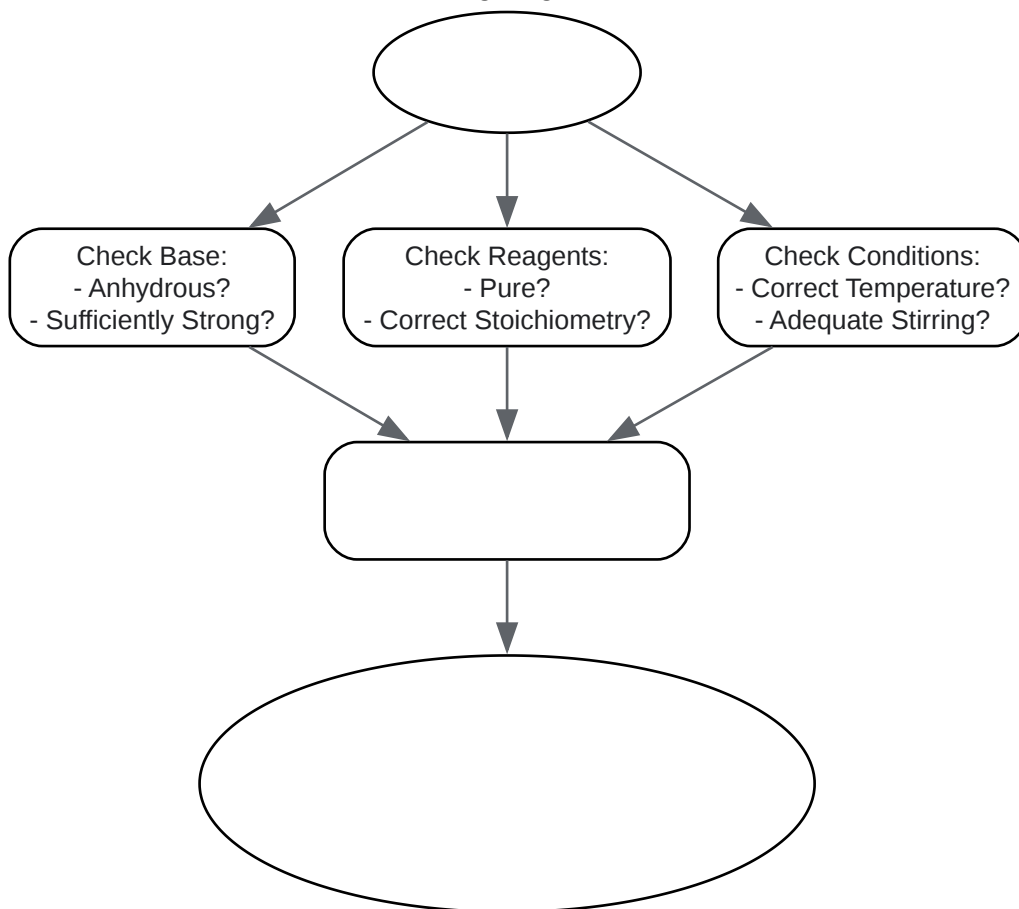 Check Base:
- Anhydrous?
- Sufficiently Strong?
Check Reagents:
- Pure?
- Correct Stoichiometry?
Check Conditions:
- Correct Temperature?
- Adequate Stirring?